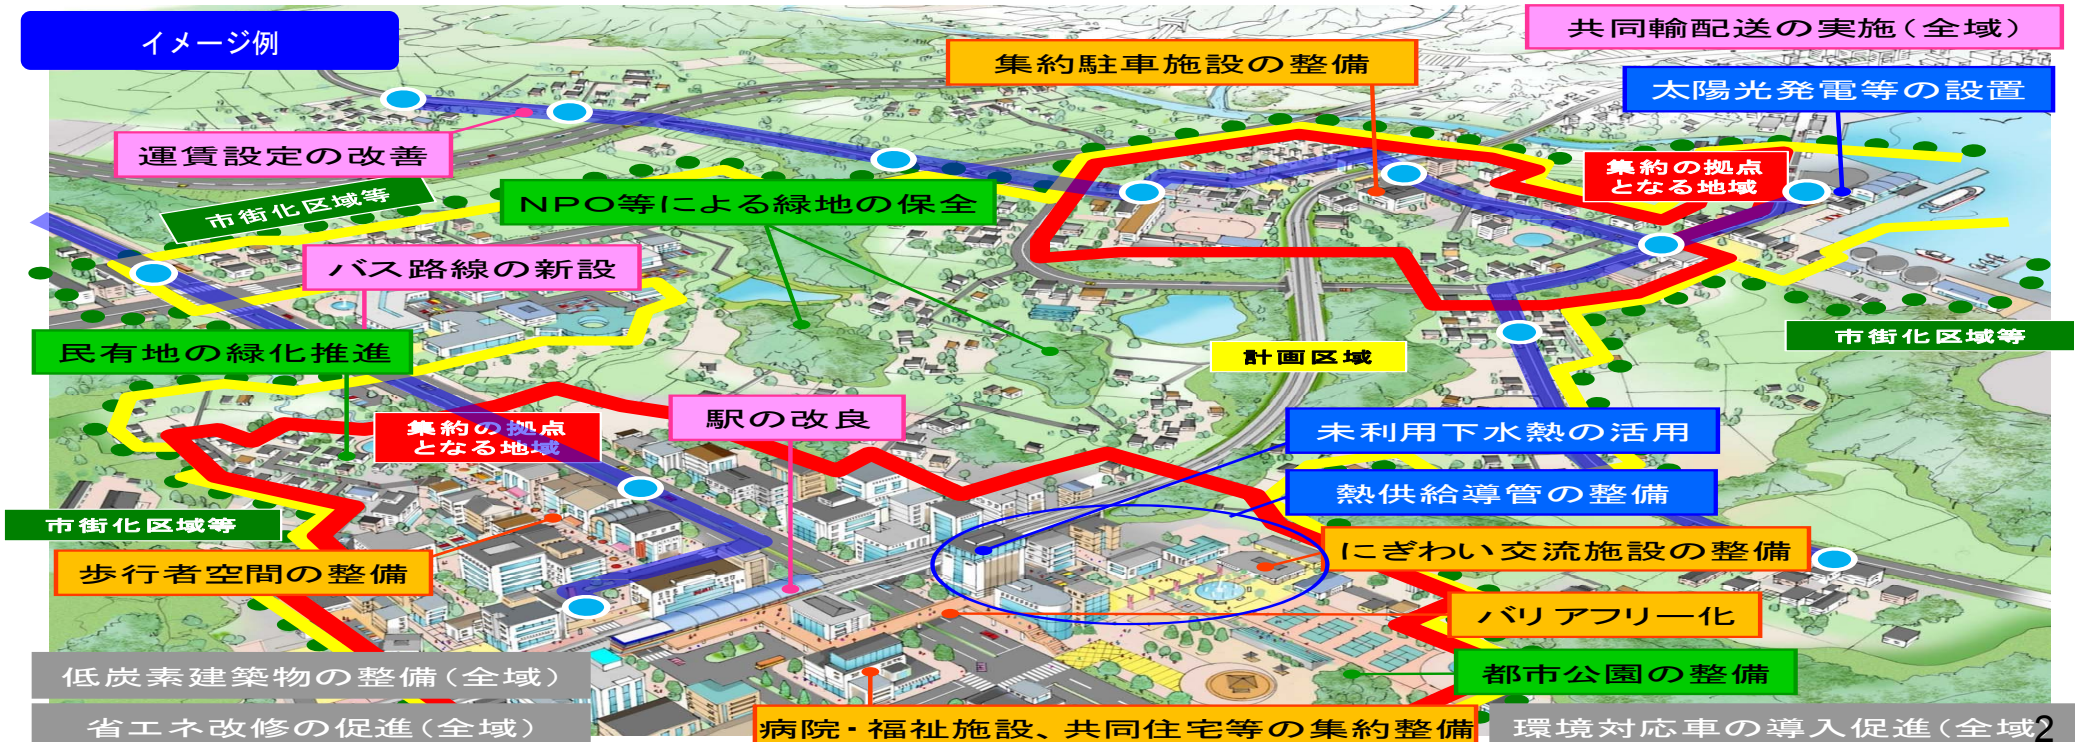 イメージ例
共同輸配送の実施(全域)
集約駐車施設の整備
太陽光発電等の設置
運賃設定の改善
集約の拠点
となる地域
市街化区域等
NPO等による緑地の保全
バス路線の新設
市街化区域等
民有地の緑化推進
計画区域
駅の改良
集約の拠点
となる地域
未利用下水熱の活用
熱供給導管の整備
市街化区域等
にぎわい交流施設の整備
歩行者空間の整備
バリアフリー化
低炭素建築物の整備(全域)
都市公園の整備
省エネ改修の促進(全域)
病院・福祉施設、共同住宅等の集約整備
環境対応車の導入促進(全域
2